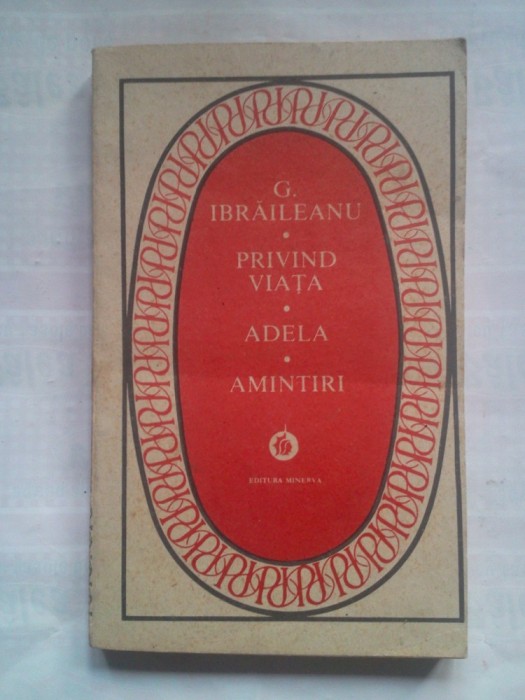 G.
IBRĂILEANU
•
PRIVIND
VIAȚA
•
ADELA
•
AMINTIRI
EDITURA MINERVA